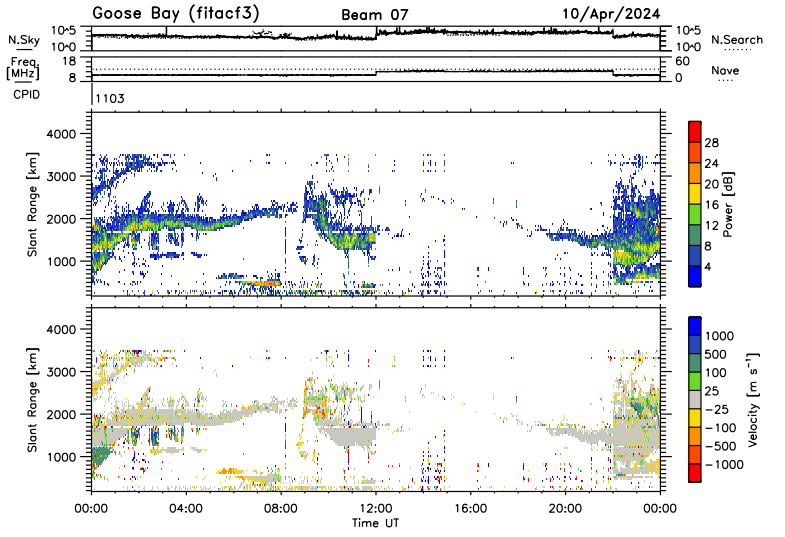 Goose Bay (fitacf3) Beam 07 10/Apr/2024
N.Sky 10^5 10^0 10^5 10^0 N.Search
Freq. [MHz] 18 8 60 0 Nave
CPID 1103
Slant Range [km] 4000 3000 2000 1000
Power [dB] 28 24 20 16 12 8 4
Slant Range [km] 4000 3000 2000 1000
Velocity [m s⁻¹] 1000 500 100 25 −25 −100 −500 −1000
00:00 04:00 08:00 12:00 16:00 20:00 00:00
Time UT